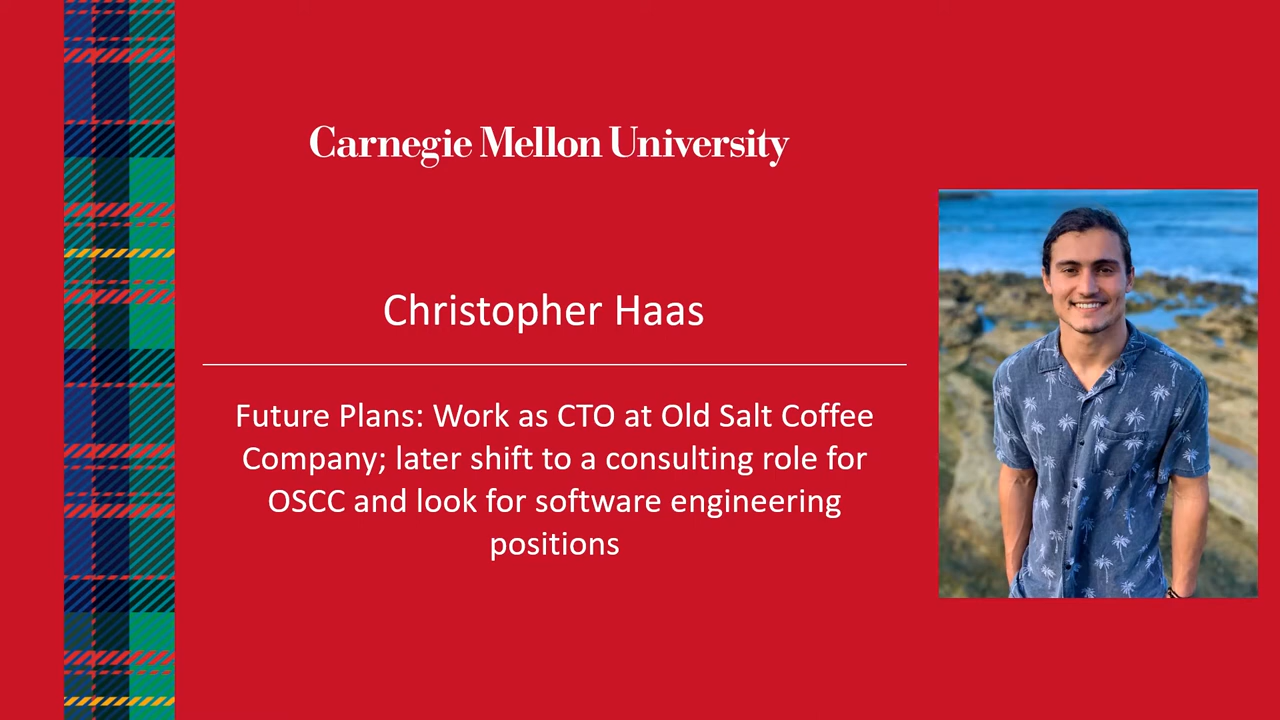 Carnegie Mellon University
Christopher Haas
Future Plans: Work as CTO at Old Salt Coffee
Company; later shift to a consulting role for
OSCC and look for software engineering
positions